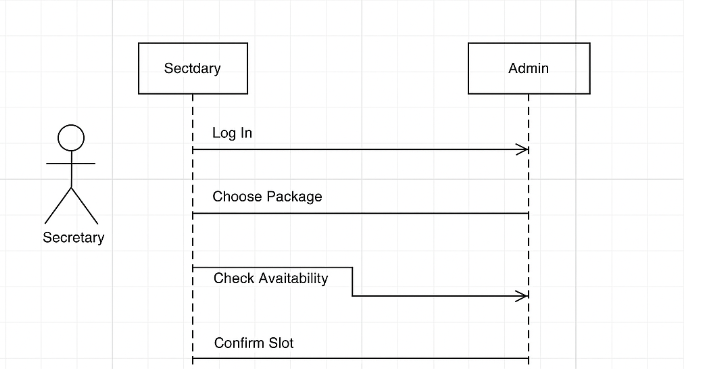 Sectdary
Admin
Log In
Choose Package
Secretary
Check Avaitability
Confirm Slot